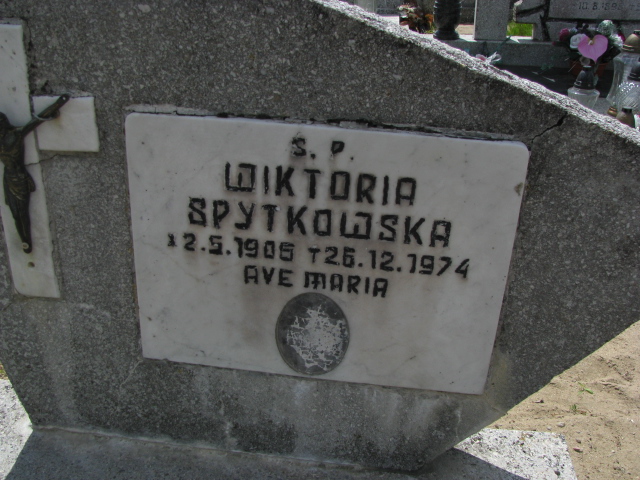 Ś. P.
WIKTORIA
SPYTKOWSKA
* 2.5.1905 †26.12.1974
AVE MARIA